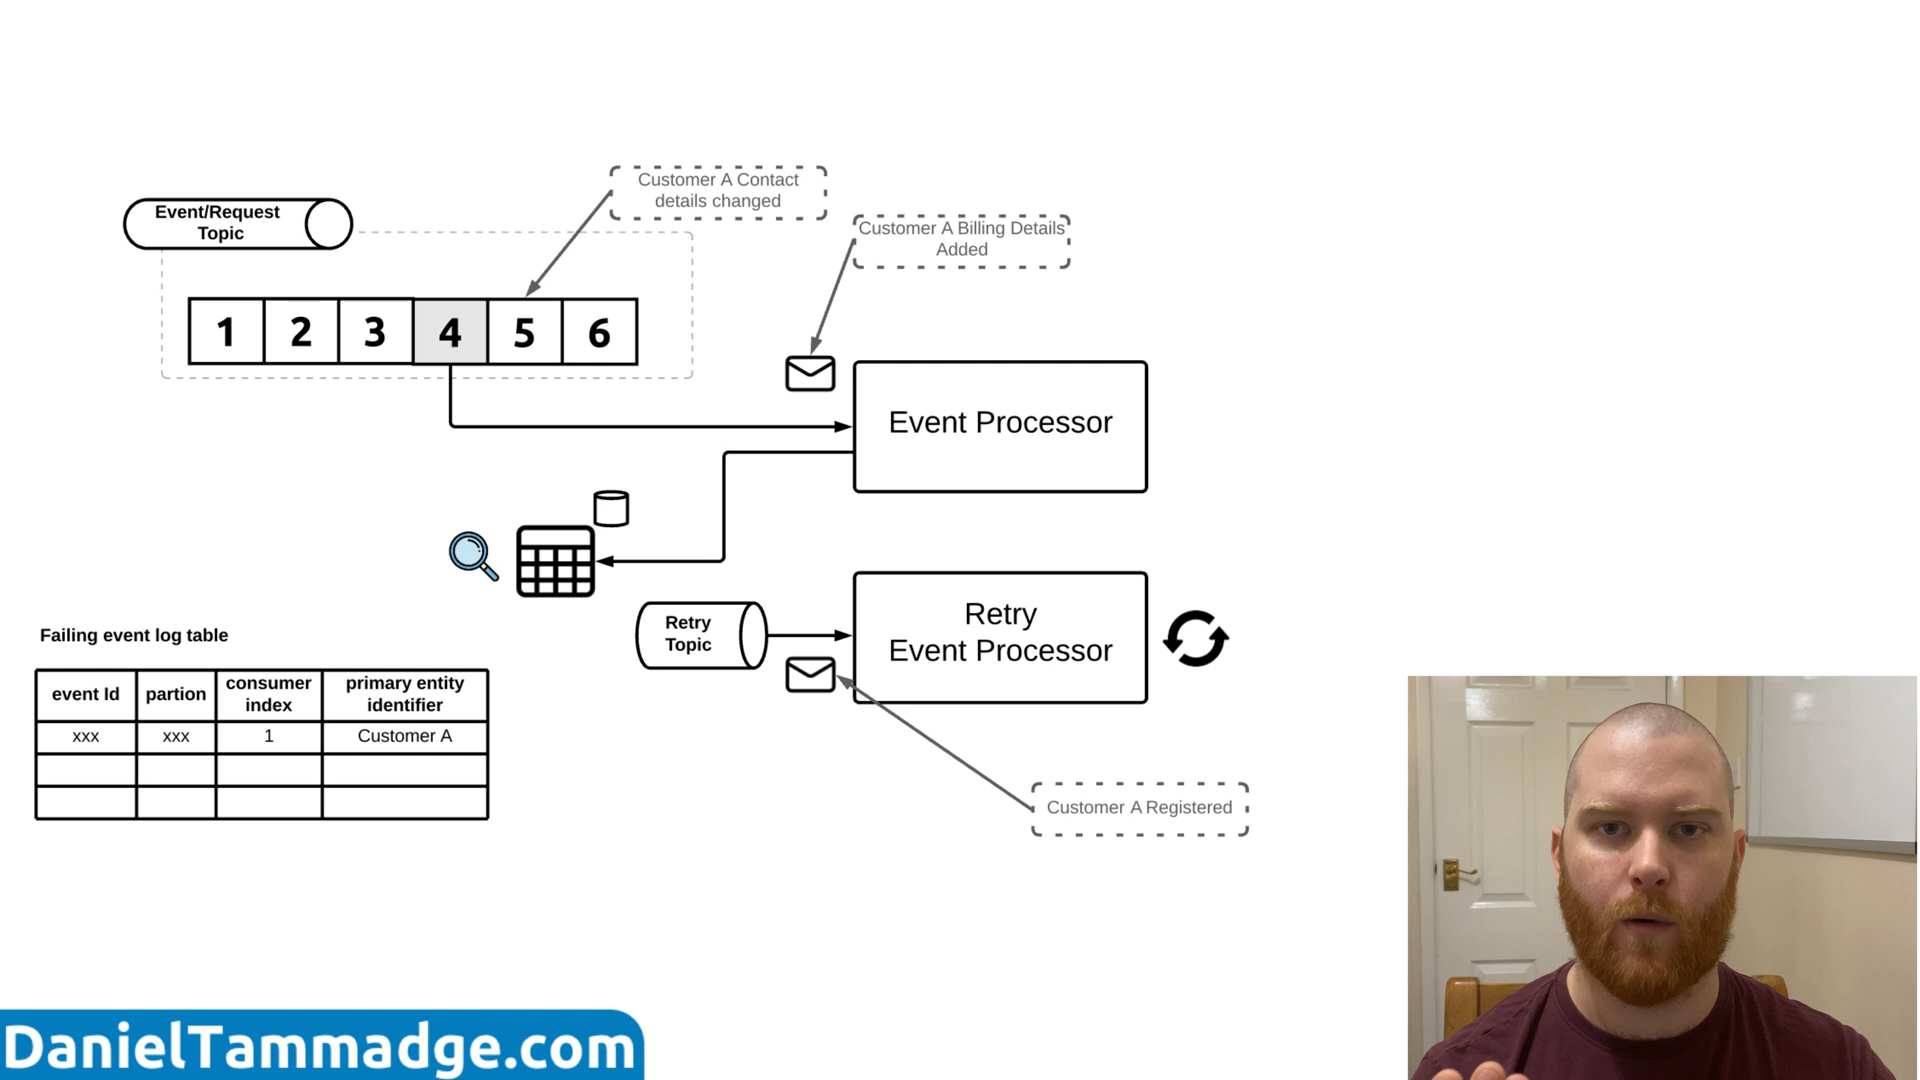 Customer A Contact
details changed
Event/Request
Topic
Customer A Billing Details
Added
1 2 3 4 5 6
Event Processor
Retry
Topic
Retry
Event Processor
Failing event log table
event Id partion consumer index primary entity identifier
xxx xxx 1 Customer A
Customer A Registered
DanielTammadge.com